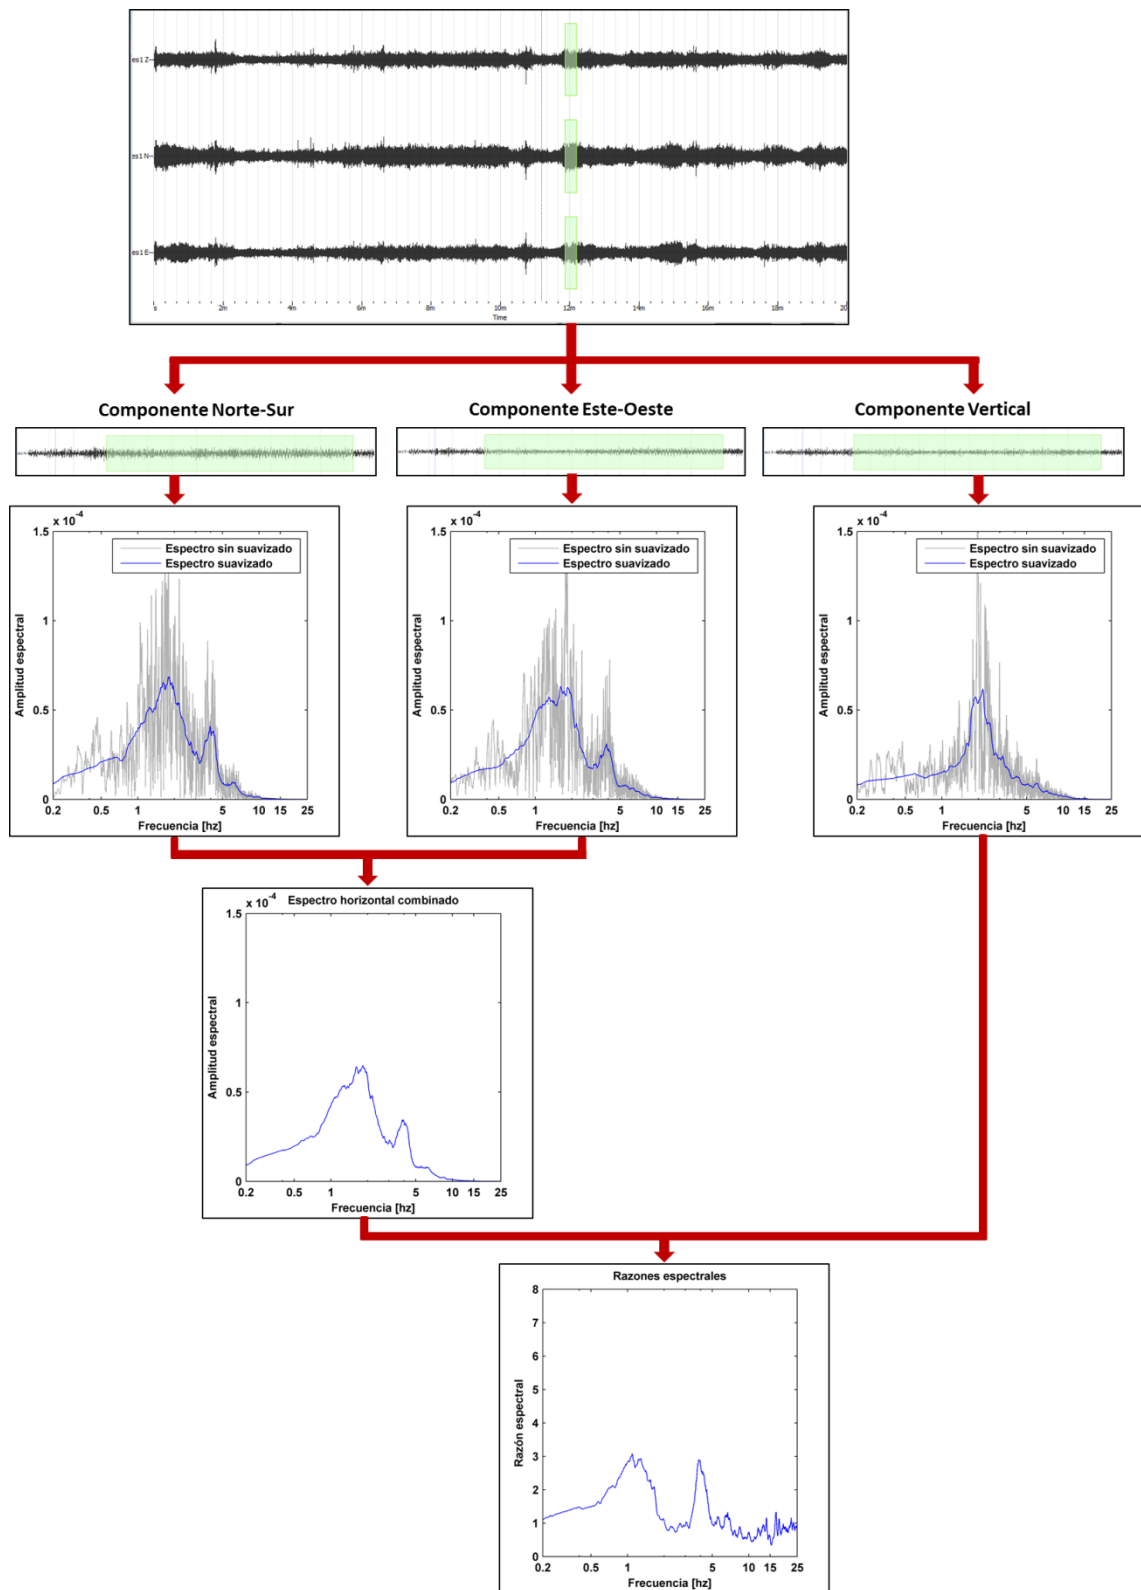 es1 Z
es1 N
es1 E
s 2m 4m 6m 8m 10m 12m 14m 16m 18m 20
Time
Componente Norte-Sur
Componente Este-Oeste
Componente Vertical
x 10^-4
1.5
1
0.5
0
Espectro sin suavizado
Espectro suavizado
Amplitud espectral
0.2 0.5 1 5 10 15 25
Frecuencia [hz]
x 10^-4
1.5
1
0.5
0
Espectro sin suavizado
Espectro suavizado
Amplitud espectral
0.2 0.5 1 5 10 15 25
Frecuencia [hz]
x 10^-4
1.5
1
0.5
0
Espectro sin suavizado
Espectro suavizado
Amplitud espectral
0.2 0.5 1 5 10 15 25
Frecuencia [hz]
x 10^-4
Espectro horizontal combinado
1.5
1
0.5
0
Amplitud espectral
0.2 0.5 1 5 10 15 25
Frecuencia [hz]
Razones espectrales
8
7
6
5
4
3
2
1
0
Razón espectral
0.2 0.5 1 5 10 15 25
Frecuencia [hz]